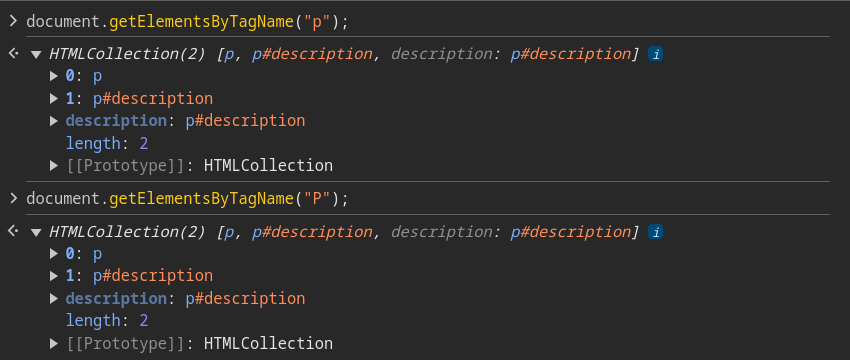 document.getElementsByTagName("p");
HTMLCollection(2) [p, p#description, description: p#description] i
0: p
1: p#description
description: p#description
length: 2
[[Prototype]]: HTMLCollection
document.getElementsByTagName("P");
HTMLCollection(2) [p, p#description, description: p#description] i
0: p
1: p#description
description: p#description
length: 2
[[Prototype]]: HTMLCollection